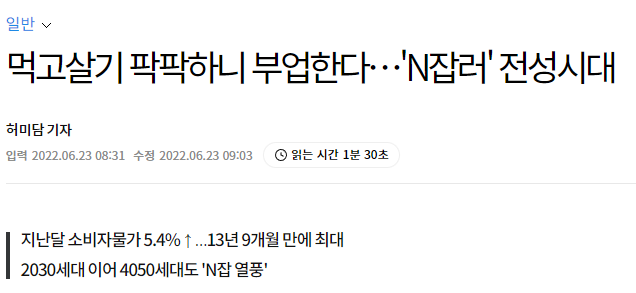 일반
먹고살기 팍팍하니 부업한다…'N잡러' 전성시대
허미담 기자
입력 2022.06.23 08:31 수정 2022.06.23 09:03 읽는 시간 1분 30초
지난달 소비자물가 5.4%↑…13년 9개월 만에 최대
2030세대 이어 4050세대도 'N잡 열풍'